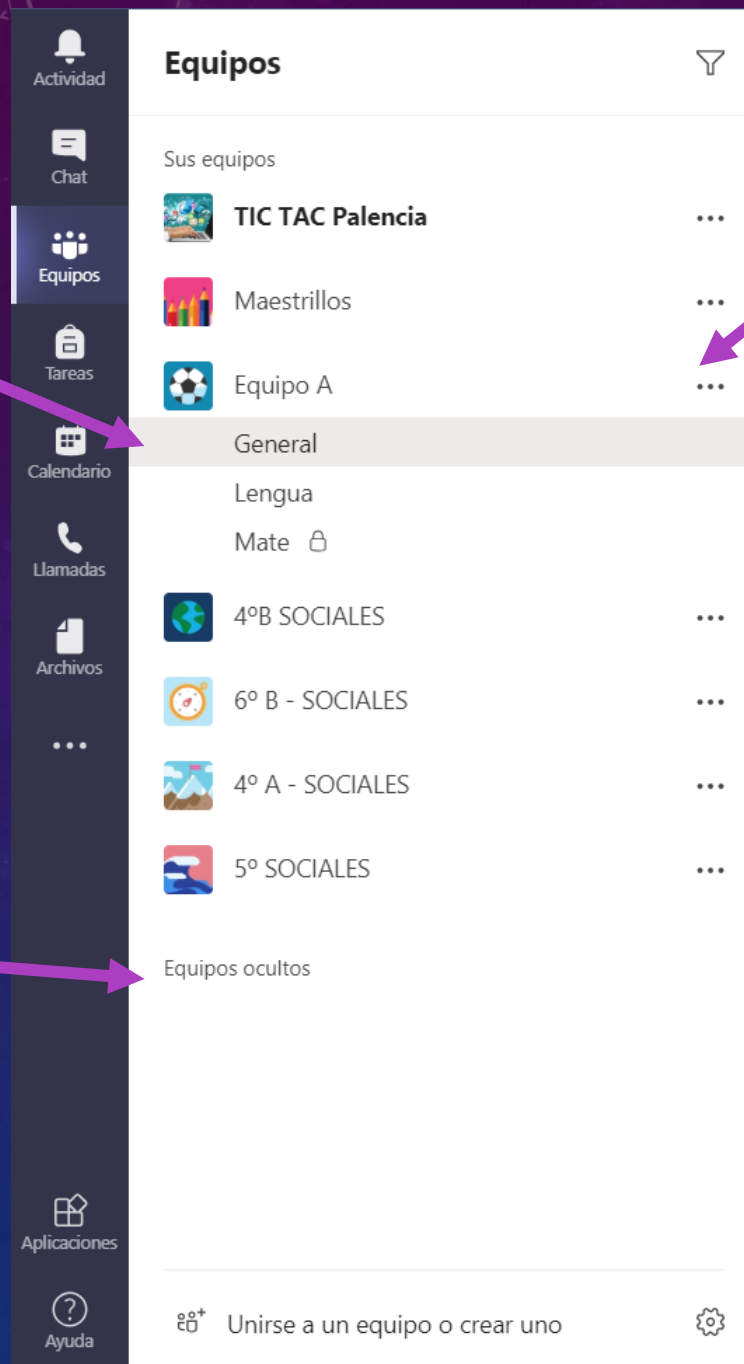 Actividad
Chat
Equipos
Tareas
Calendario
Llamadas
Archivos
Aplicaciones
Ayuda
Equipos
Sus equipos
TIC TAC Palencia
Maestrillos
Equipo A
General
Lengua
Mate
4ºB SOCIALES
6º B - SOCIALES
4º A - SOCIALES
5º SOCIALES
Equipos ocultos
Unirse a un equipo o crear uno